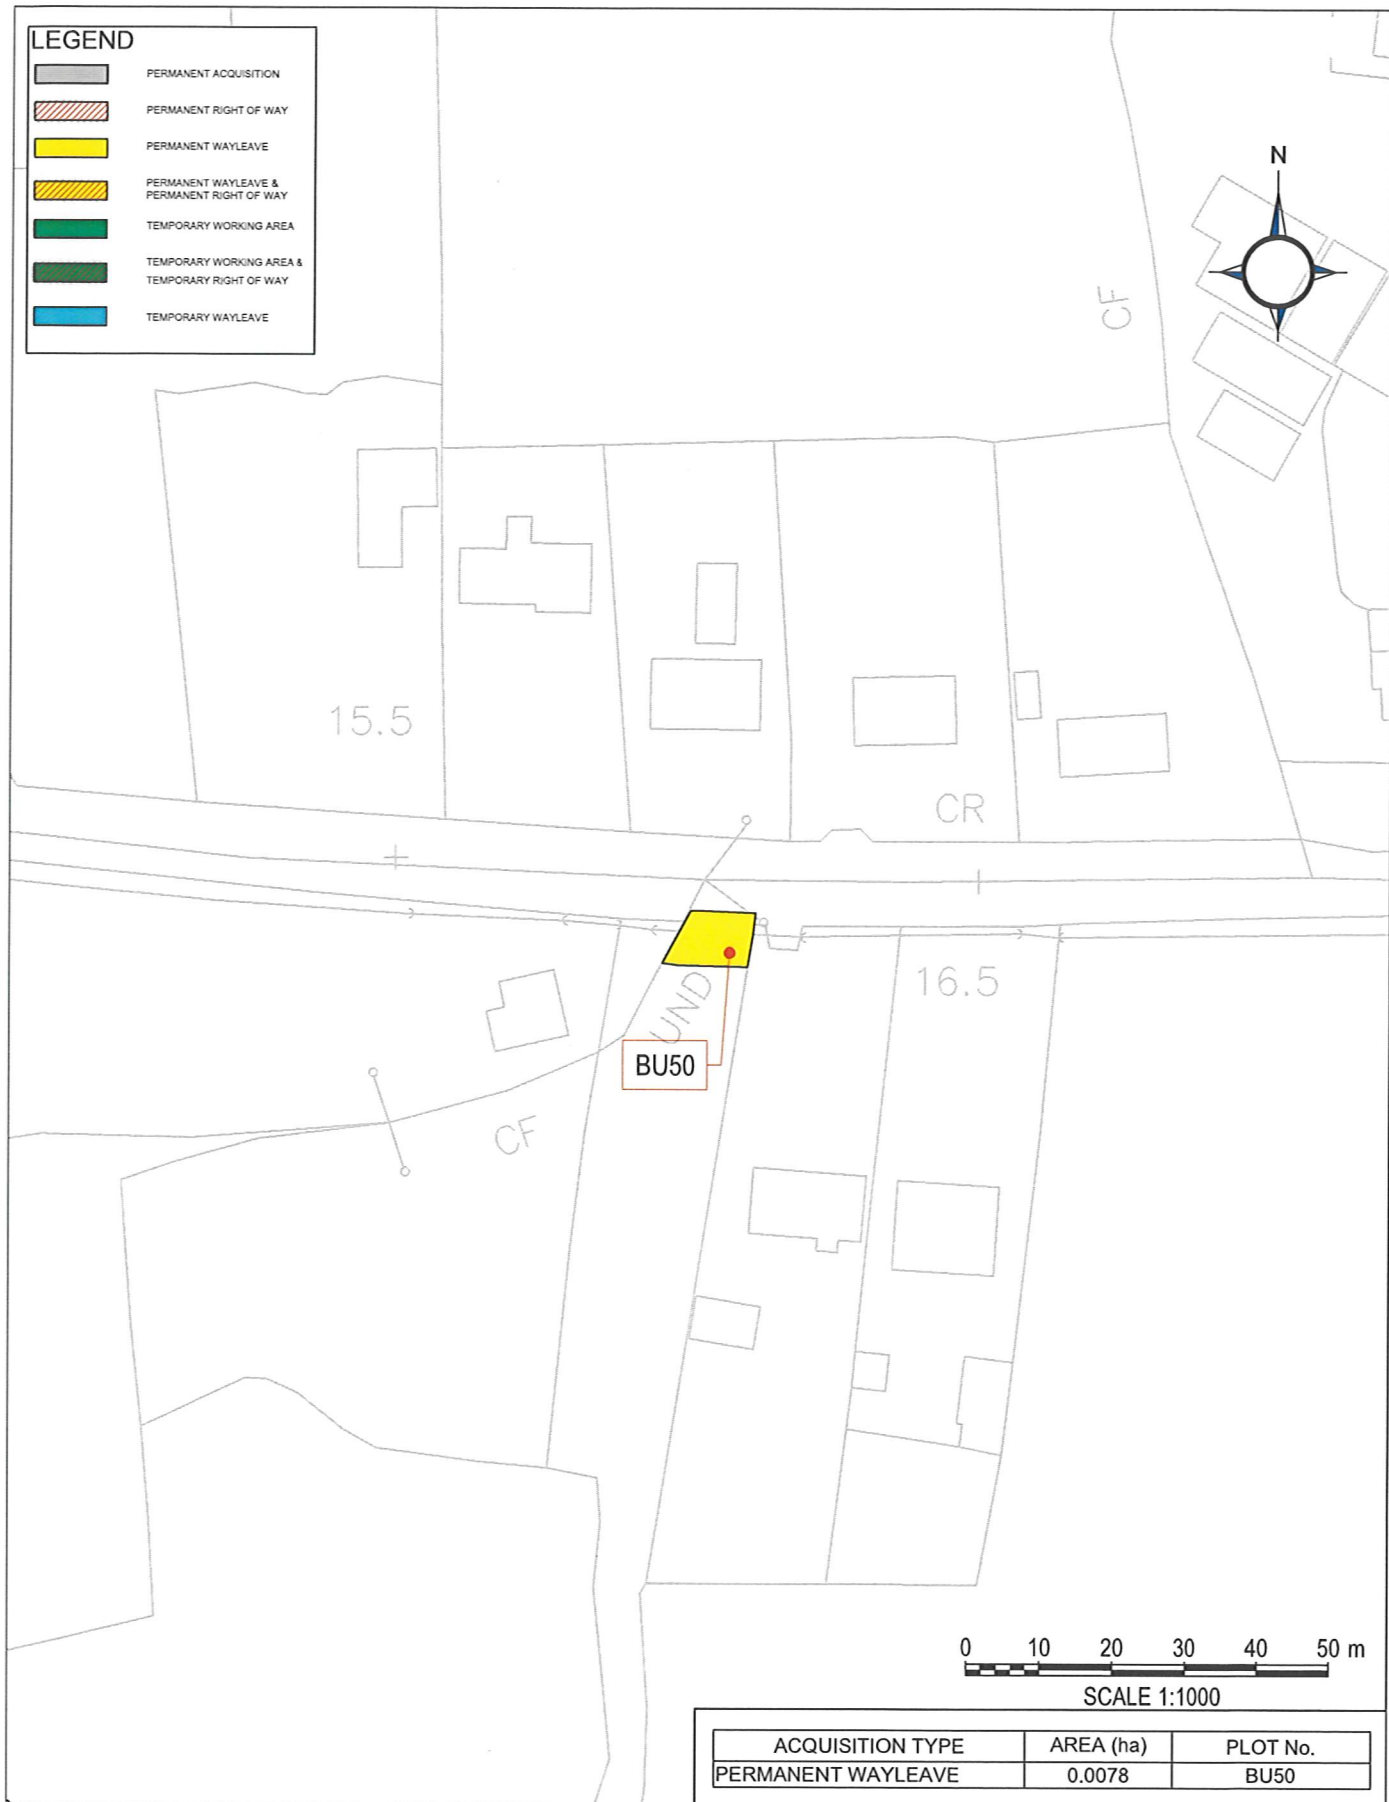 LEGEND
PERMANENT ACQUISITION
PERMANENT RIGHT OF WAY
PERMANENT WAYLEAVE
PERMANENT WAYLEAVE &
PERMANENT RIGHT OF WAY
TEMPORARY WORKING AREA
TEMPORARY WORKING AREA &
TEMPORARY RIGHT OF WAY
TEMPORARY WAYLEAVE
N
CF
15.5
CR
16.5
UND
BU50
CF
0 10 20 30 40 50 m
SCALE 1:1000
ACQUISITION TYPE AREA (ha) PLOT No.
PERMANENT WAYLEAVE 0.0078 BU50